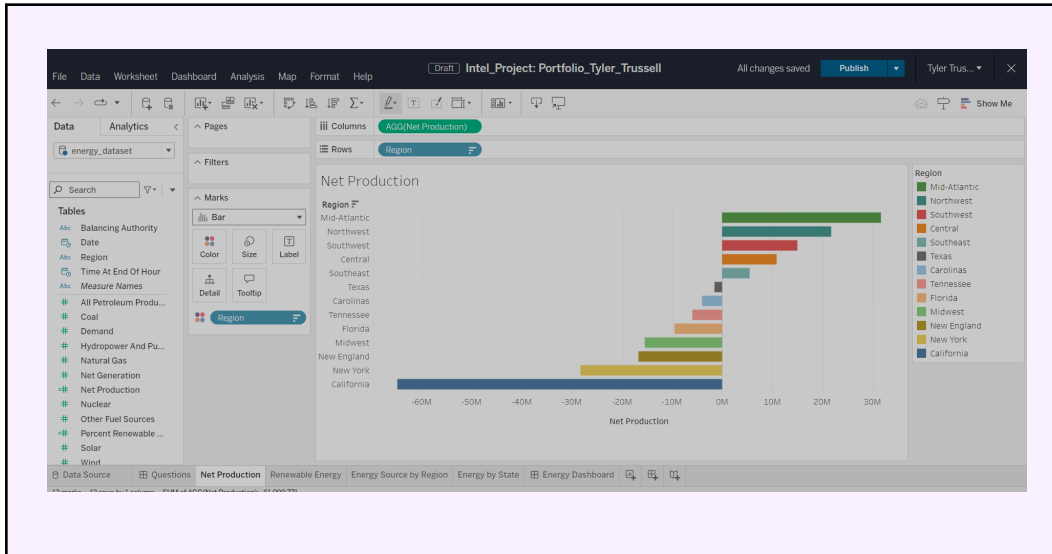 Draft Intel_Project: Portfolio_Tyler_Trussell All changes saved Publish Tyler Trus...
File Data Worksheet Dashboard Analysis Map Format Help
Show Me
Data Analytics
energy_dataset
Search
Tables
Abc Balancing Authority
Date
Abc Region
Time At End Of Hour
Abc Measure Names
# All Petroleum Produ...
# Coal
# Demand
# Hydropower And Pu...
# Natural Gas
# Net Generation
=# Net Production
# Nuclear
# Other Fuel Sources
=# Percent Renewable ...
# Solar
# Wind
Pages
Filters
Marks
Bar
Color Size Label
Detail Tooltip
Region
Columns AGG(Net Production)
Rows Region
Net Production
Region
Mid-Atlantic
Northwest
Southwest
Central
Southeast
Texas
Carolinas
Tennessee
Florida
Midwest
New England
New York
California
-60M -50M -40M -30M -20M -10M 0M 10M 20M 30M
Net Production
Region
Mid-Atlantic
Northwest
Southwest
Central
Southeast
Texas
Carolinas
Tennessee
Florida
Midwest
New England
New York
California
Data Source Questions Net Production Renewable Energy Energy Source by Region Energy by State Energy Dashboard